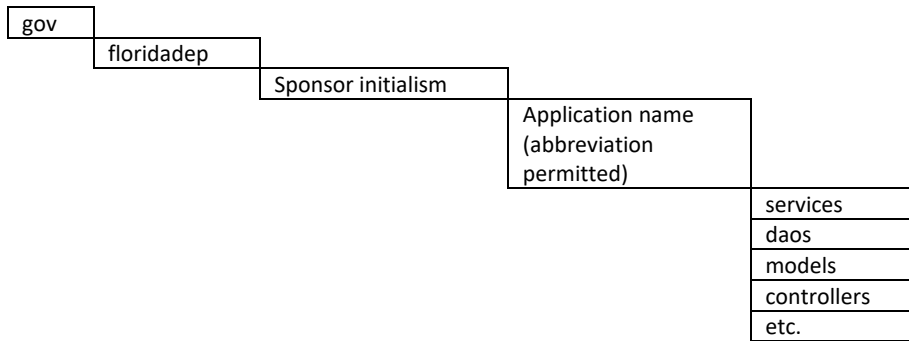 gov
floridadep
Sponsor initialism
Application name
(abbreviation
permitted)
services
daos
models
controllers
etc.